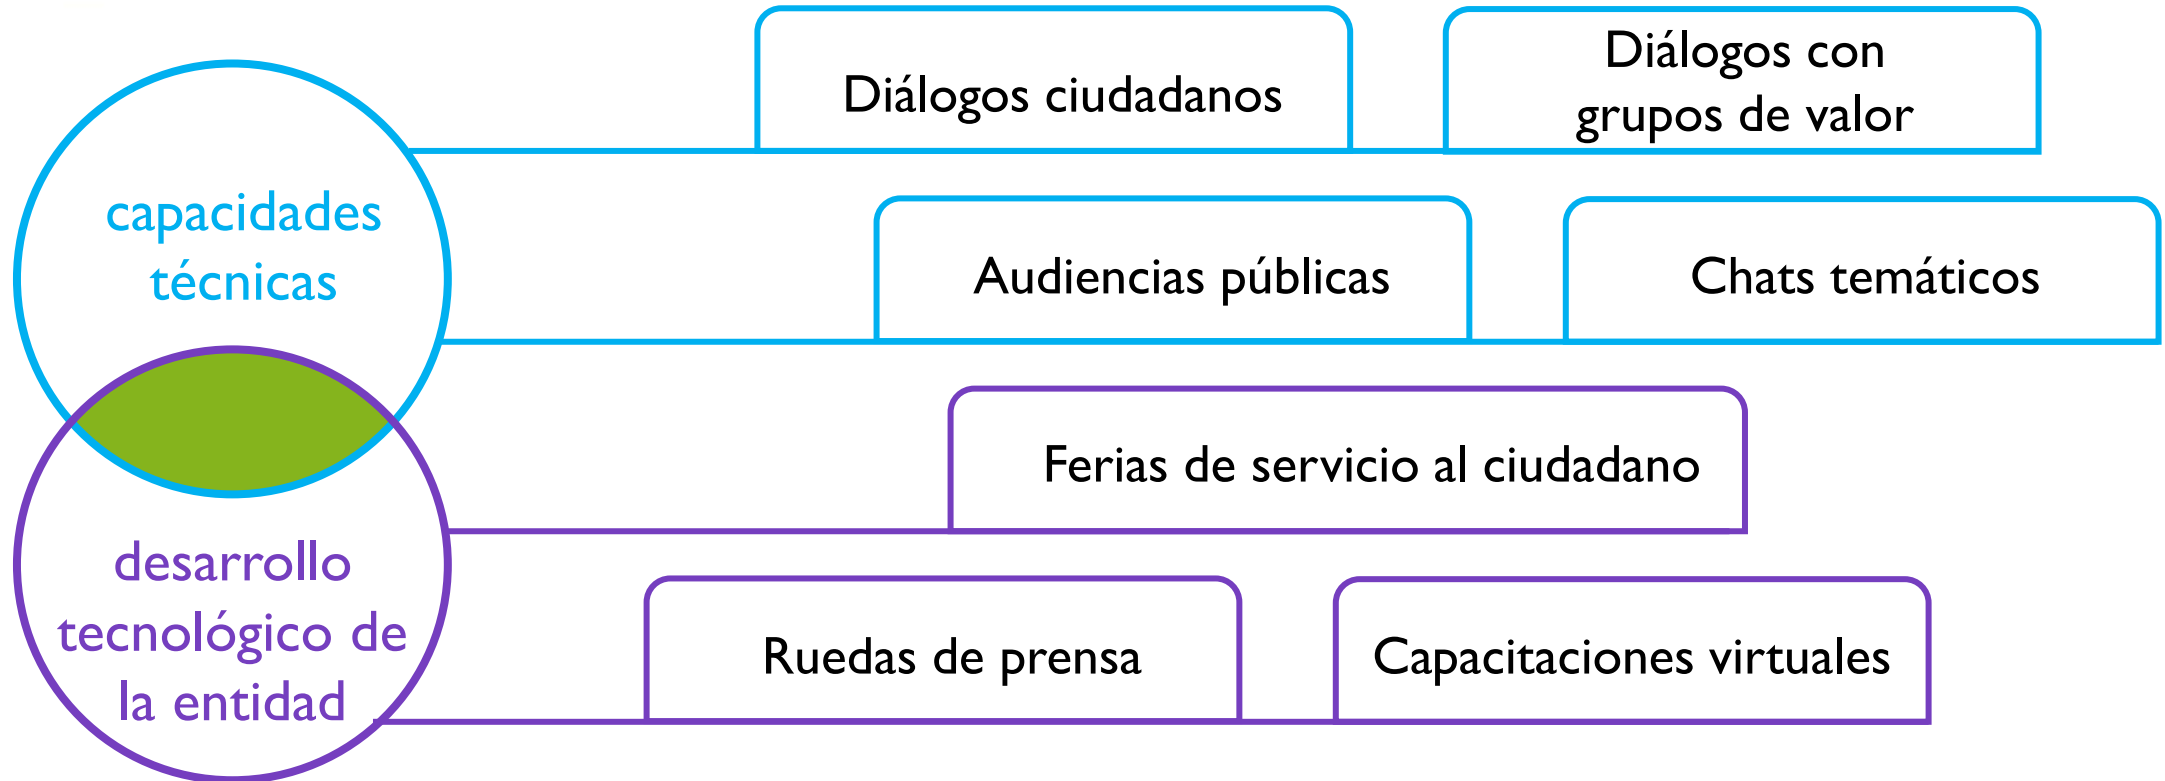 capacidades
técnicas
Diálogos ciudadanos
Diálogos con
grupos de valor
Audiencias públicas
Chats temáticos
desarrollo
tecnológico de
la entidad
Ferias de servicio al ciudadano
Ruedas de prensa
Capacitaciones virtuales